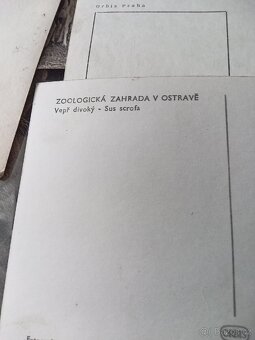 Orbis Praha
ZOOLOGICKÁ ZAHRADA V OSTRAVĚ
Vepř divoký - Sus scrofa